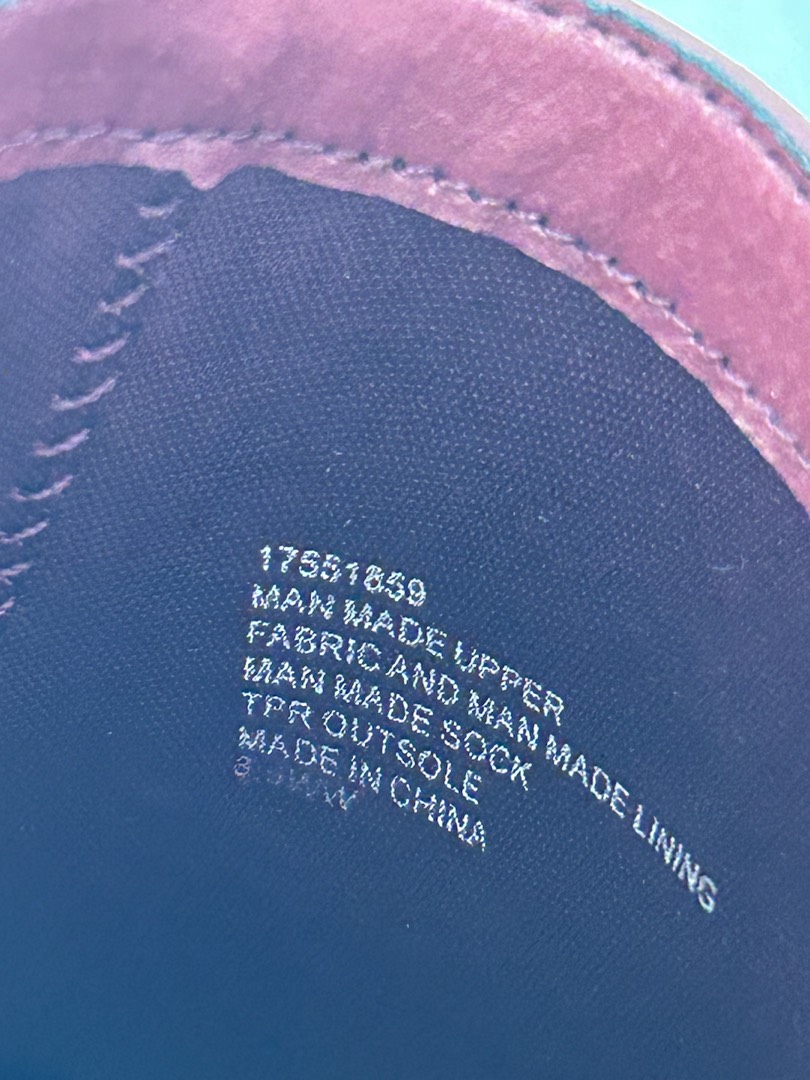 17551859
MAN MADE UPPER
FABRIC AND MAN MADE LINING
MAN MADE SOCK
TPR OUTSOLE
MADE IN CHINA